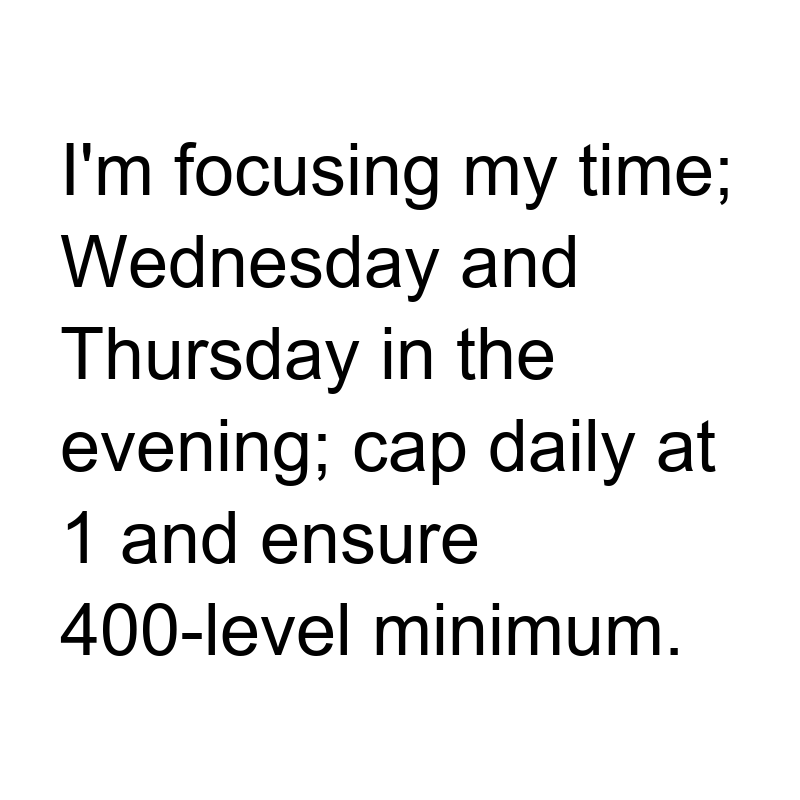 I'm focusing my time;
Wednesday and
Thursday in the
evening; cap daily at
1 and ensure
400-level minimum.